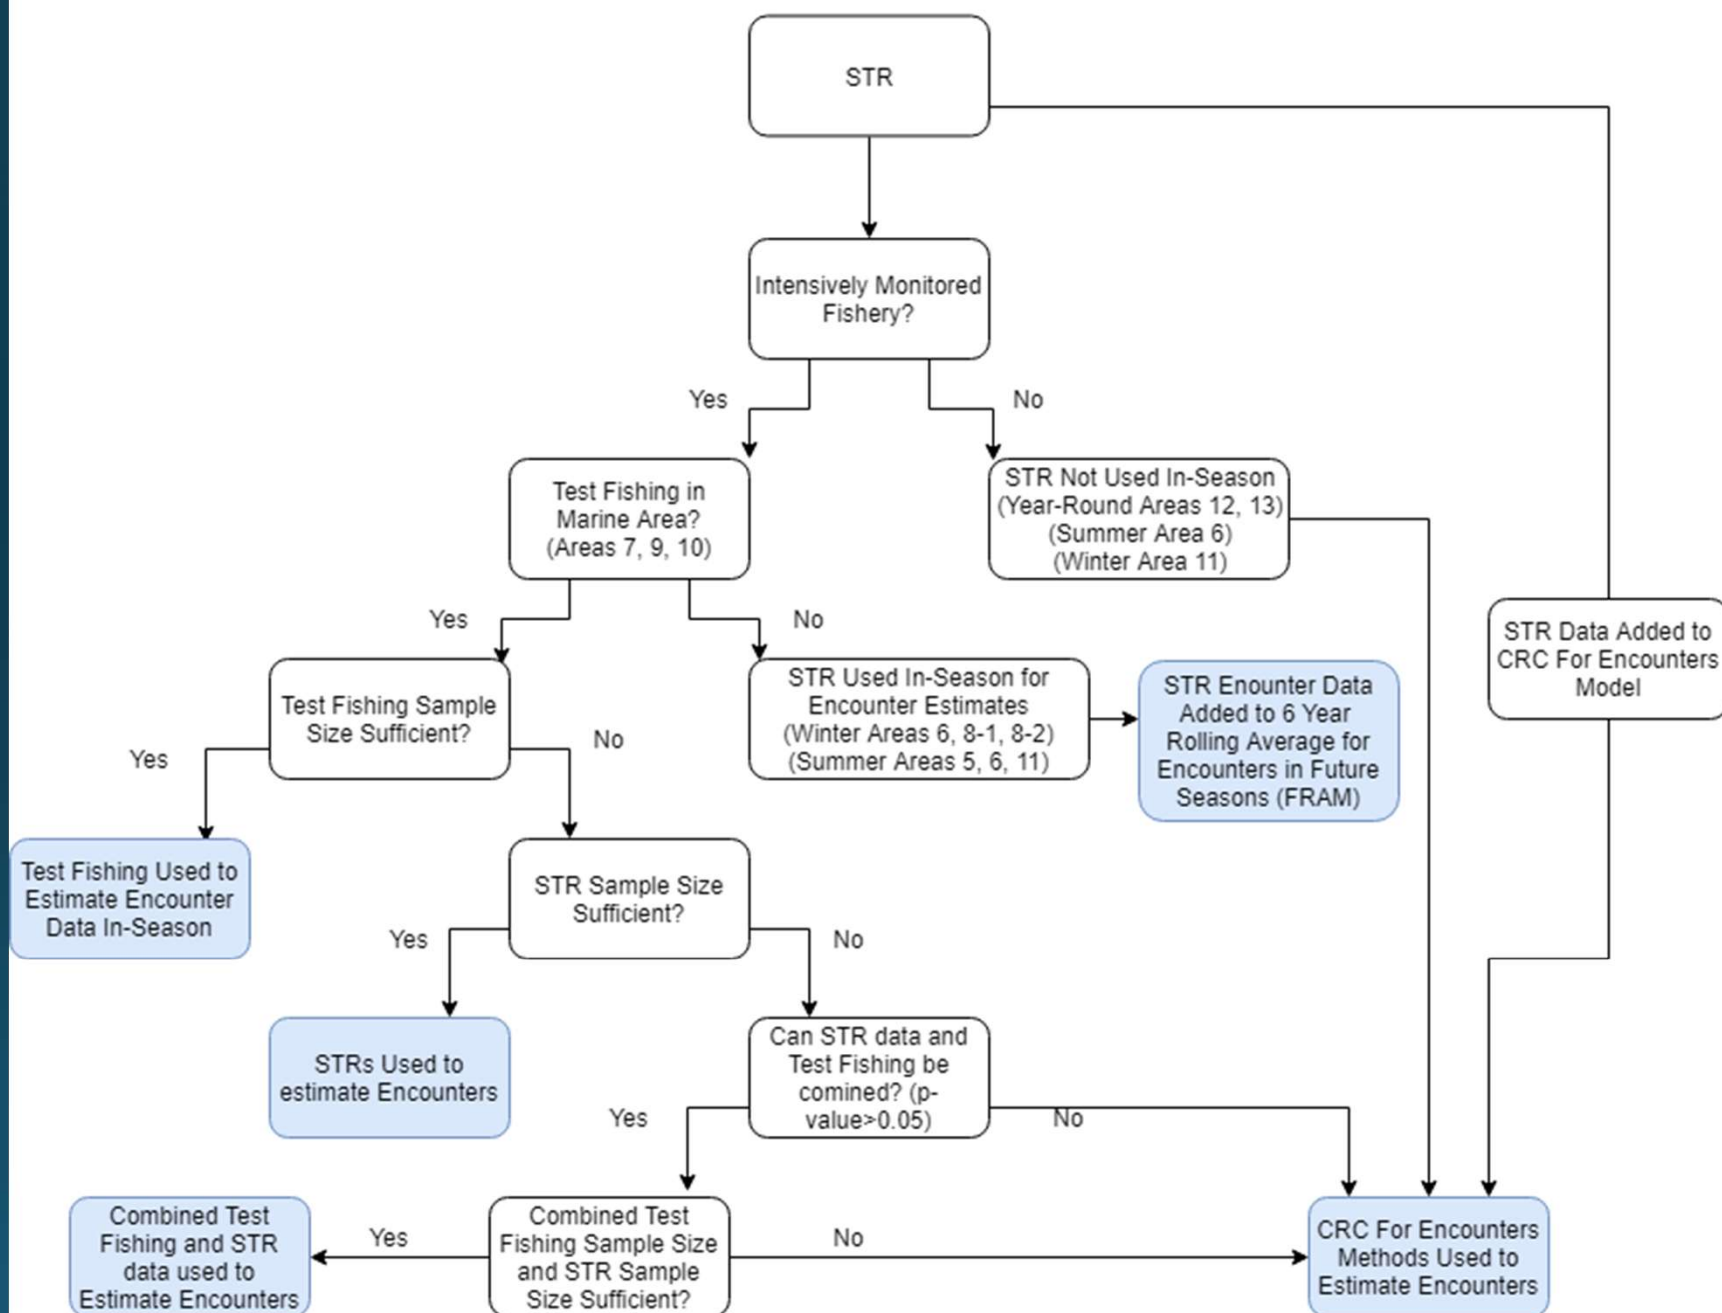 STR
Intensively Monitored
Fishery?
Yes
No
Test Fishing in
Marine Area?
(Areas 7, 9, 10)
STR Not Used In-Season
(Year-Round Areas 12, 13)
(Summer Area 6)
(Winter Area 11)
Yes
No
STR Data Added to
CRC For Encounters
Model
Test Fishing Sample
Size Sufficient?
STR Used In-Season for
Encounter Estimates
(Winter Areas 6, 8-1, 8-2)
(Summer Areas 5, 6, 11)
STR Enounter Data
Added to 6 Year
Rolling Average for
Encounters in Future
Seasons (FRAM)
Yes
No
Test Fishing Used to
Estimate Encounter
Data In-Season
STR Sample Size
Sufficient?
Yes
No
STRs Used to
estimate Encounters
Can STR data and
Test Fishing be
comined? (p-
value>0.05)
Yes
No
Combined Test
Fishing and STR
data used to
Estimate Encounters
Yes
Combined Test
Fishing Sample Size
and STR Sample
Size Sufficient?
No
CRC For Encounters
Methods Used to
Estimate Encounters